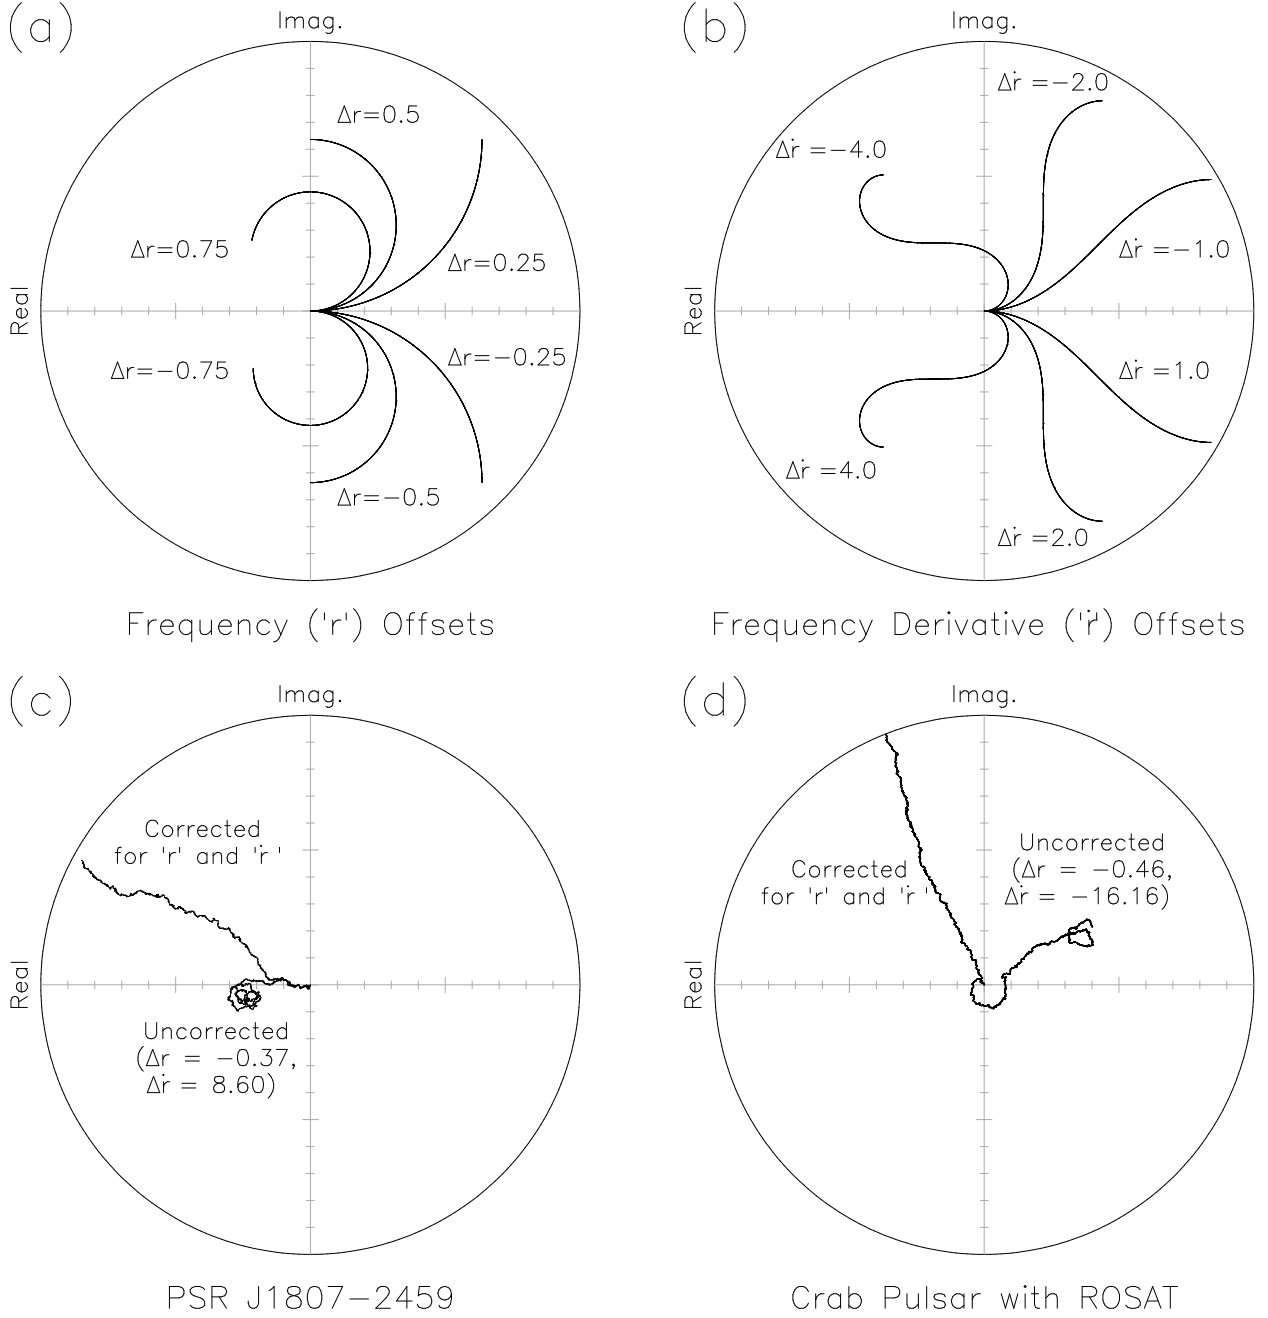 (a)
Imag.
Δr=0.5
Δr=0.75
Δr=0.25
Real
Δr=−0.25
Δr=−0.75
Δr=−0.5
Frequency ('r') Offsets
(b)
Imag.
Δṙ =−2.0
Δṙ =−4.0
Δṙ =−1.0
Real
Δṙ =1.0
Δṙ =4.0
Δṙ =2.0
Frequency Derivative ('ṙ') Offsets
(c)
Imag.
Corrected
for 'r' and 'ṙ '
Real
Uncorrected
(Δr = −0.37,
Δṙ = 8.60)
PSR J1807−2459
(d)
Imag.
Uncorrected
(Δr = −0.46,
Δṙ = −16.16)
Corrected
for 'r' and 'ṙ '
Real
Crab Pulsar with ROSAT